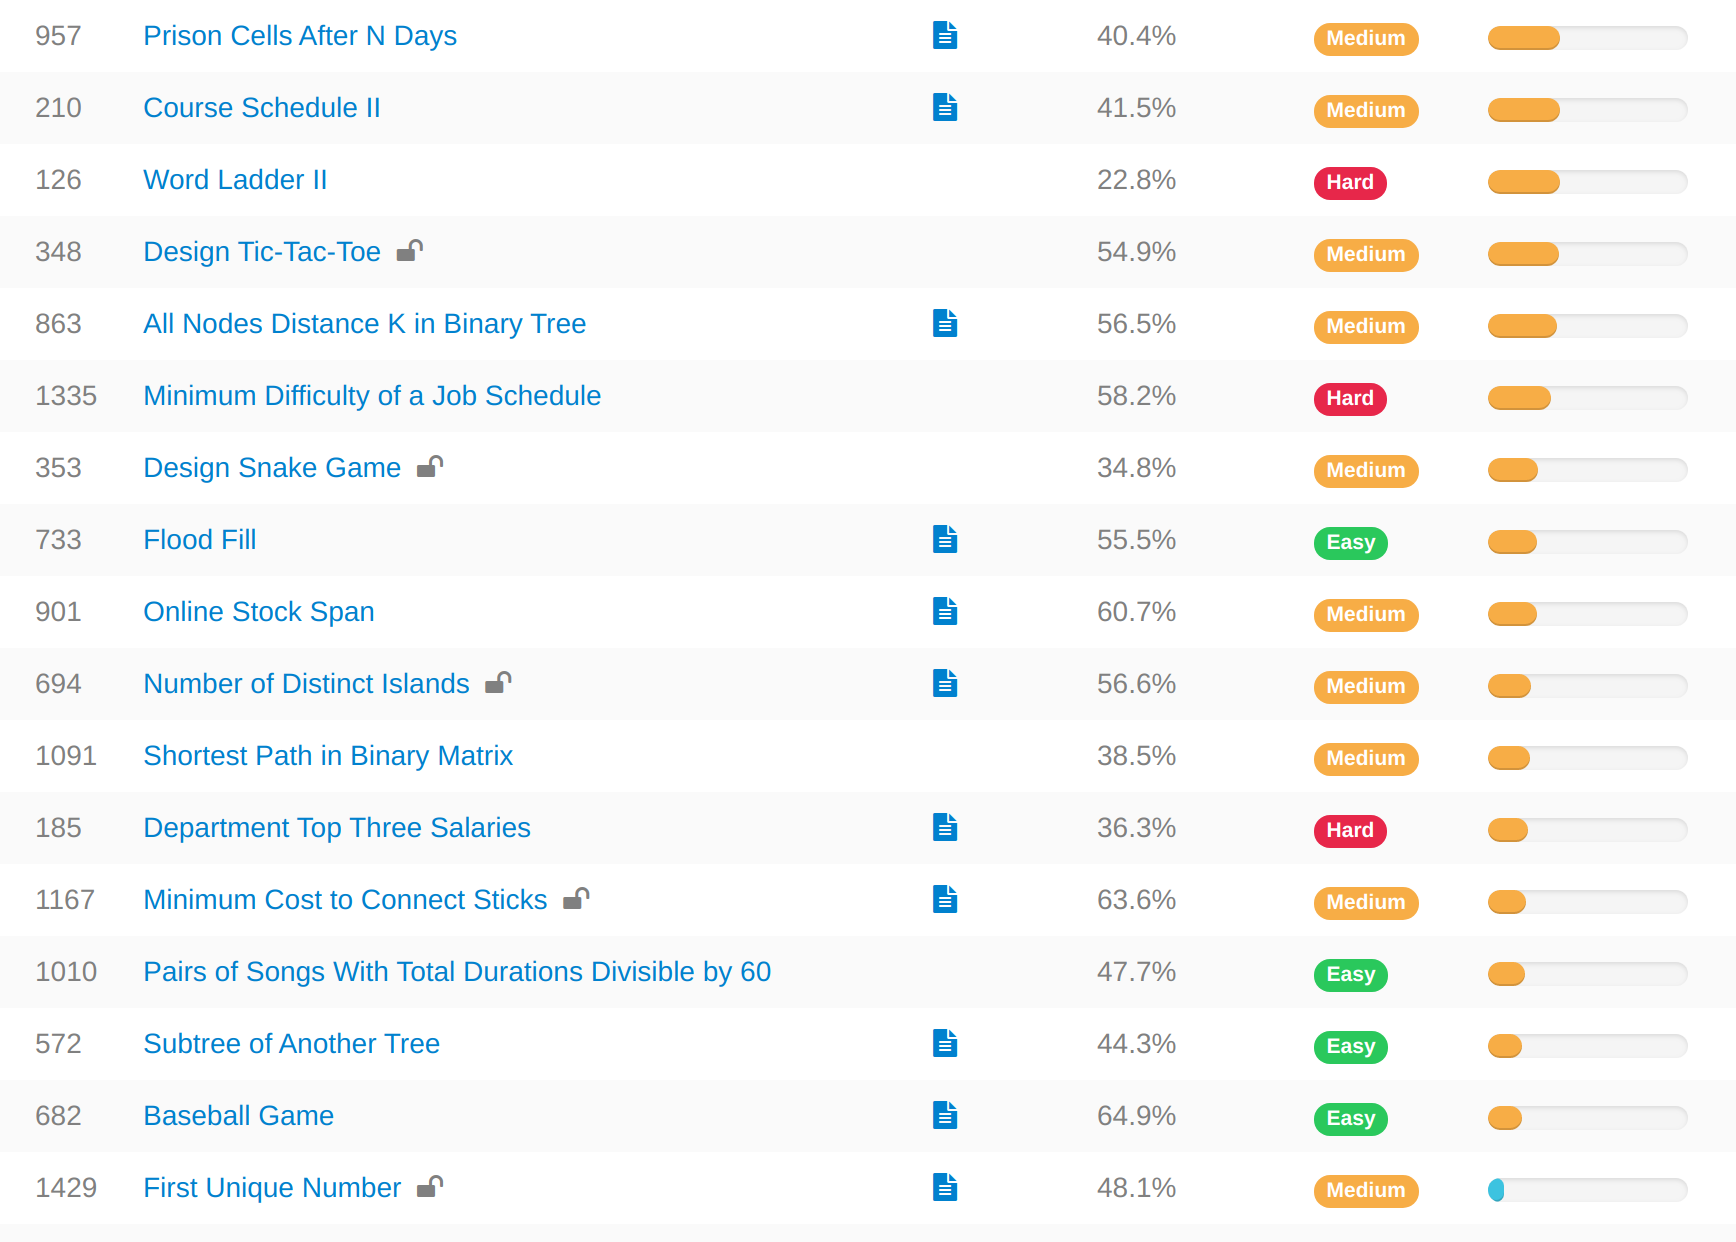 957 Prison Cells After N Days 40.4% Medium
210 Course Schedule II 41.5% Medium
126 Word Ladder II 22.8% Hard
348 Design Tic-Tac-Toe 54.9% Medium
863 All Nodes Distance K in Binary Tree 56.5% Medium
1335 Minimum Difficulty of a Job Schedule 58.2% Hard
353 Design Snake Game 34.8% Medium
733 Flood Fill 55.5% Easy
901 Online Stock Span 60.7% Medium
694 Number of Distinct Islands 56.6% Medium
1091 Shortest Path in Binary Matrix 38.5% Medium
185 Department Top Three Salaries 36.3% Hard
1167 Minimum Cost to Connect Sticks 63.6% Medium
1010 Pairs of Songs With Total Durations Divisible by 60 47.7% Easy
572 Subtree of Another Tree 44.3% Easy
682 Baseball Game 64.9% Easy
1429 First Unique Number 48.1% Medium